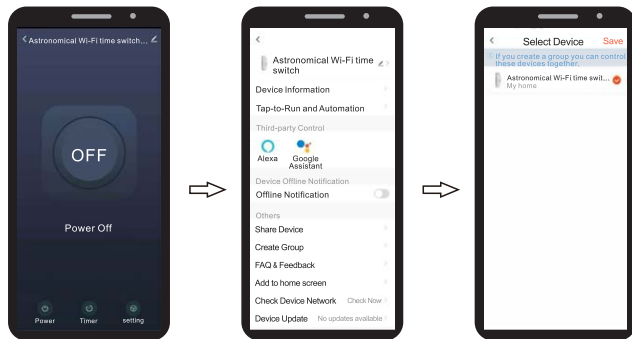 Astronomical Wi-Fi time switch...
OFF
Power Off
Power
Timer
setting
Astronomical Wi-Fi time
switch
Device Information
Tap-to-Run and Automation
Third-party Control
Alexa
Google
Assistant
Device Offline Notification
Offline Notification
Others
Share Device
Create Group
FAQ & Feedback
Add to home screen
Check Device Network Check Now
Device Update No updates available
Select Device Save
If you create a group you can control
these devices together.
Astronomical Wi-Fi time swit...
My home